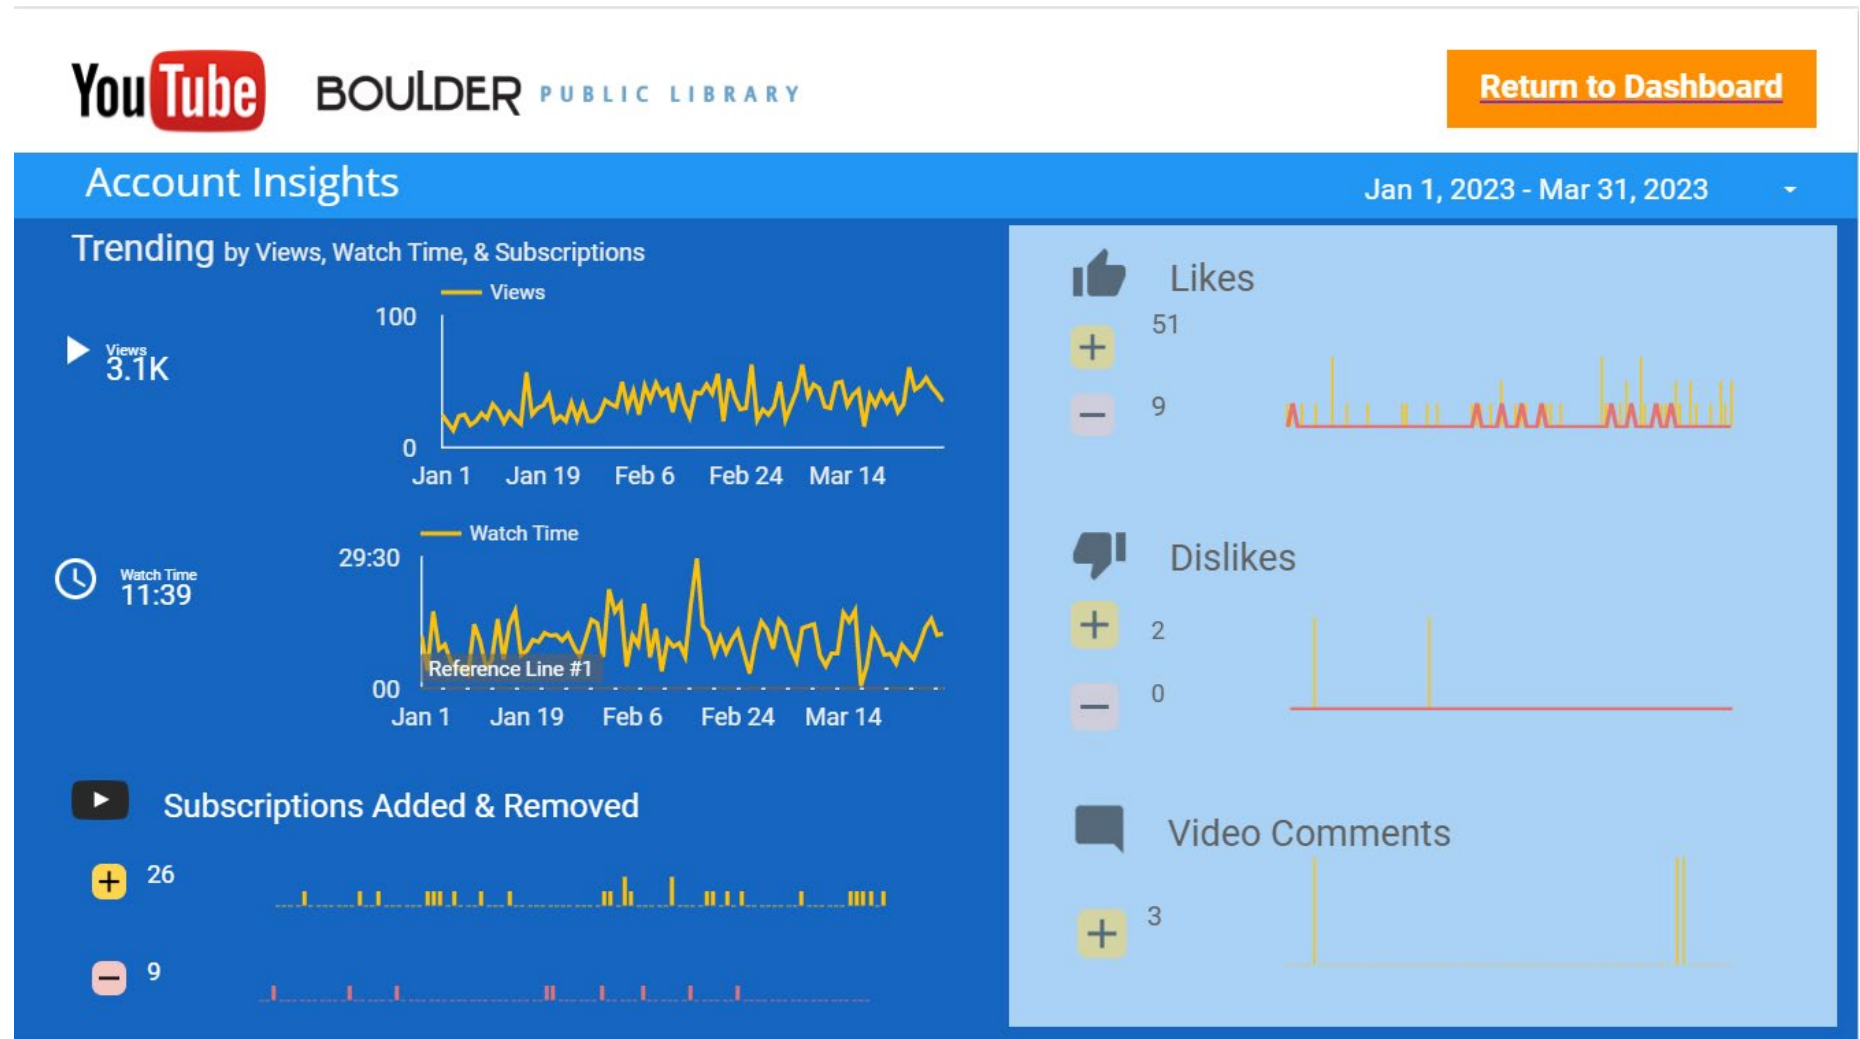 YouTube
BOULDER PUBLIC LIBRARY
Return to Dashboard
Account Insights
Jan 1, 2023 - Mar 31, 2023
Trending by Views, Watch Time, & Subscriptions
Views
100
0
Jan 1 Jan 19 Feb 6 Feb 24 Mar 14
Views
3.1K
Watch Time
29:30
Reference Line #1
00
Jan 1 Jan 19 Feb 6 Feb 24 Mar 14
Watch Time
11:39
Subscriptions Added & Removed
26
9
Likes
51
9
Dislikes
2
0
Video Comments
3